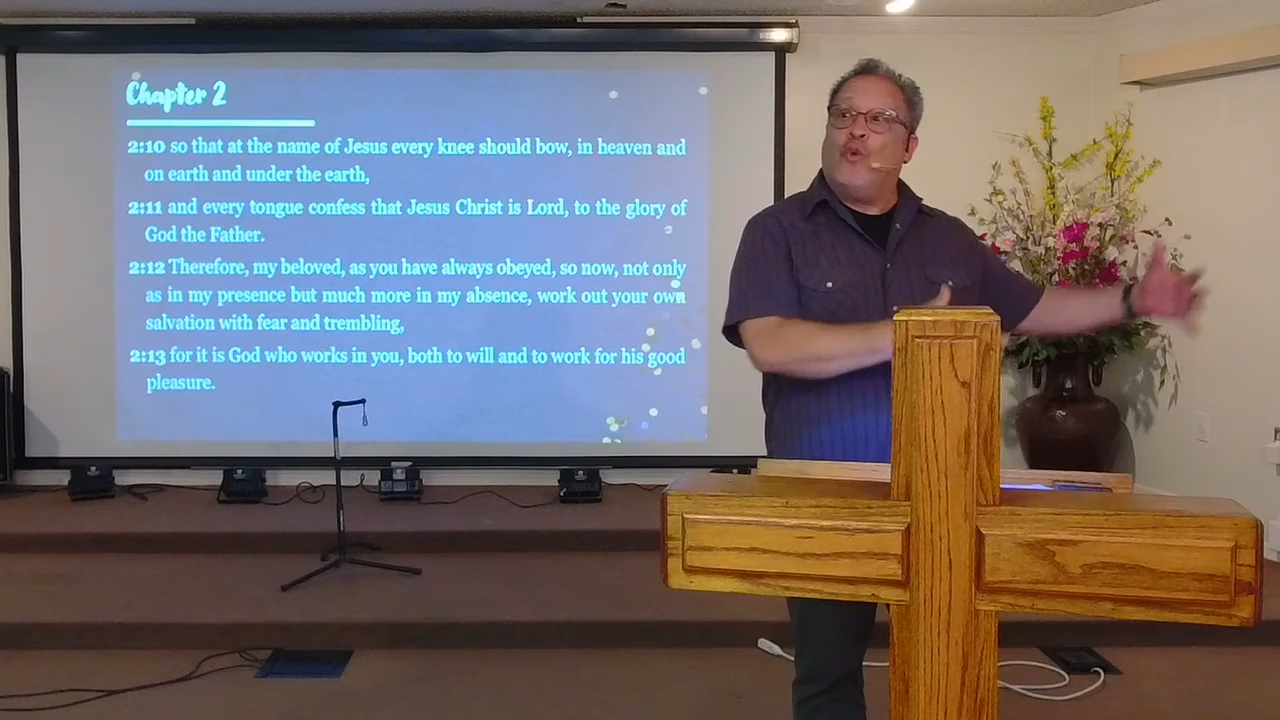 Chapter 2
2:10 so that at the name of Jesus every knee should bow, in heaven and
on earth and under the earth,
2:11 and every tongue confess that Jesus Christ is Lord, to the glory of
God the Father.
2:12 Therefore, my beloved, as you have always obeyed, so now, not only
as in my presence but much more in my absence, work out your own
salvation with fear and trembling,
2:13 for it is God who works in you, both to will and to work for his good
pleasure.